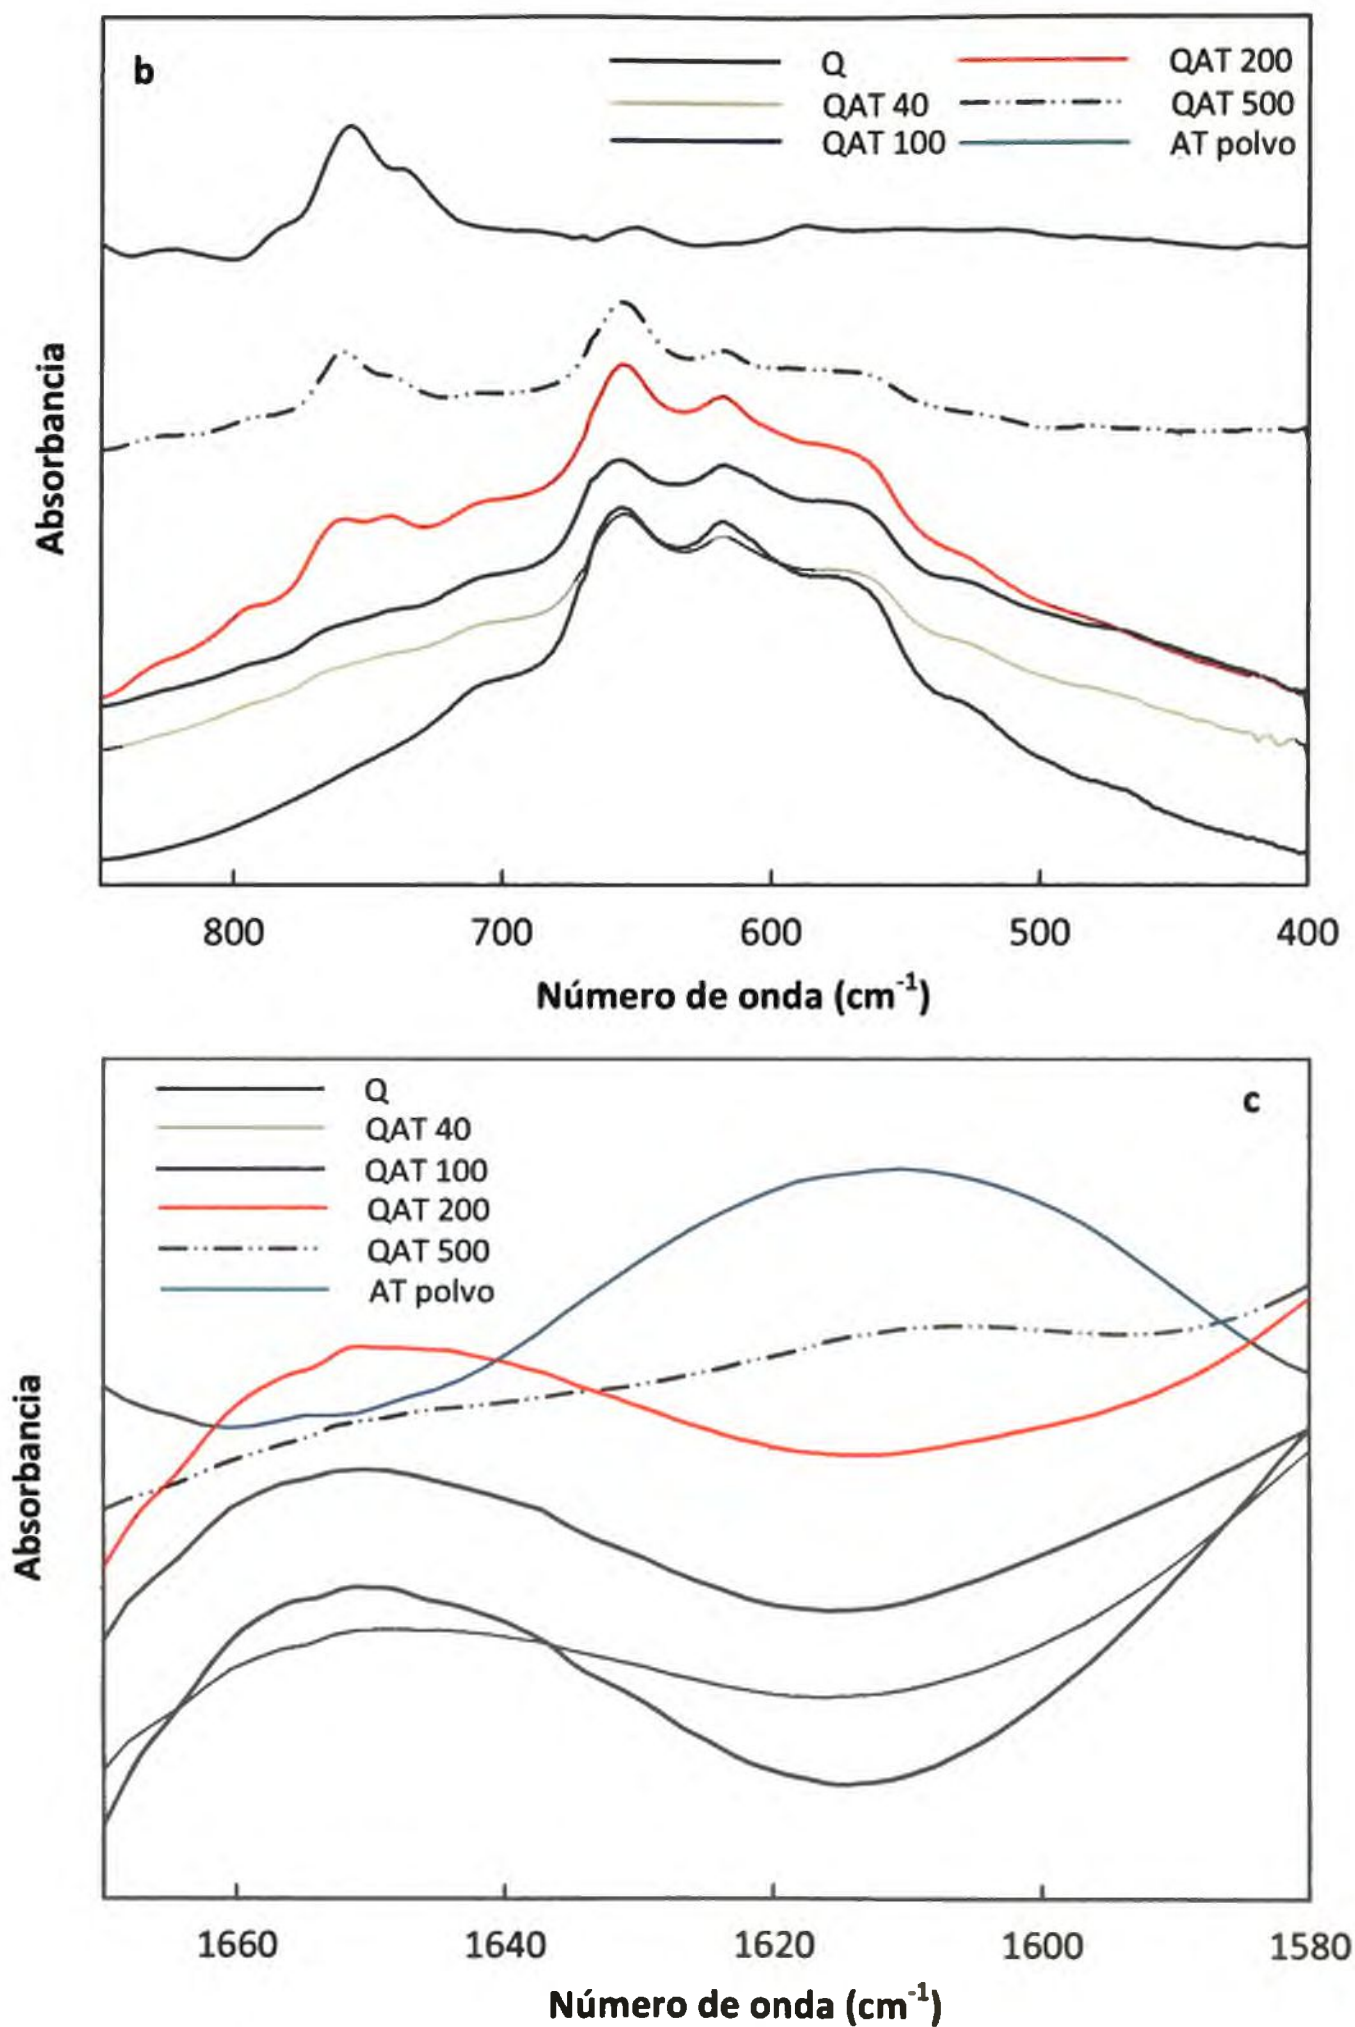 b
Q
QAT 200
QAT 40
QAT 500
QAT 100
AT polvo
Absorbancia
800 700 600 500 400
Número de onda (cm⁻¹)
c
Q
QAT 40
QAT 100
QAT 200
QAT 500
AT polvo
Absorbancia
1660 1640 1620 1600 1580
Número de onda (cm⁻¹)